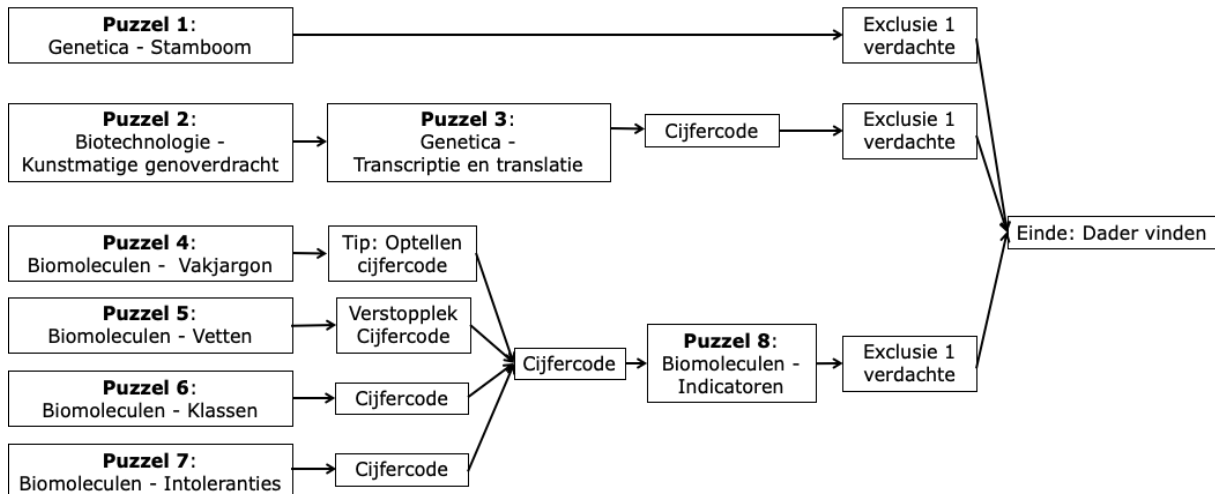 Puzzel 1:
Genetica - Stamboom
Exclusie 1
verdachte
Puzzel 2:
Biotechnologie -
Kunstmatige genoverdracht
Puzzel 3:
Genetica -
Transcriptie en translatie
Cijfercode
Exclusie 1
verdachte
Puzzel 4:
Biomoleculen - Vakjargon
Tip: Optellen
cijfercode
Puzzel 5:
Biomoleculen - Vetten
Verstopplek
Cijfercode
Puzzel 6:
Biomoleculen - Klassen
Cijfercode
Puzzel 7:
Biomoleculen - Intoleranties
Cijfercode
Cijfercode
Puzzel 8:
Biomoleculen -
Indicatoren
Exclusie 1
verdachte
Einde: Dader vinden